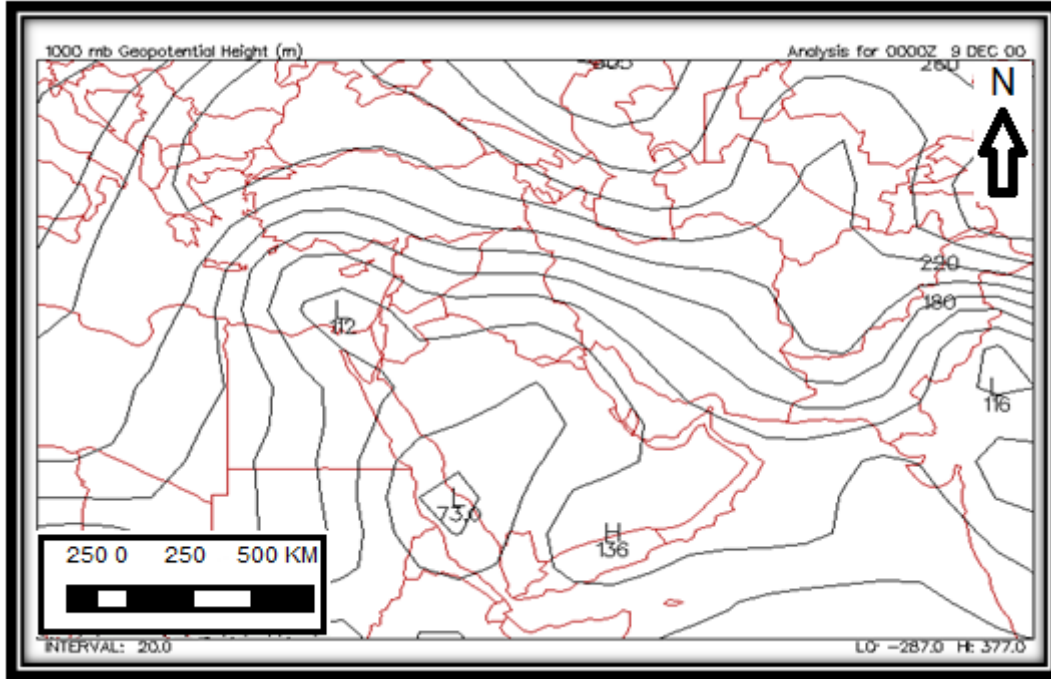 1000 mb Geopotential Height (m)
Analysis for 0000Z 9 DEC 00
260
N
220
180
L
112
L
116
L
73.0
H
136
250 0 250 500 KM
INTERVAL: 20.0
LO: -287.0 HI: 377.0